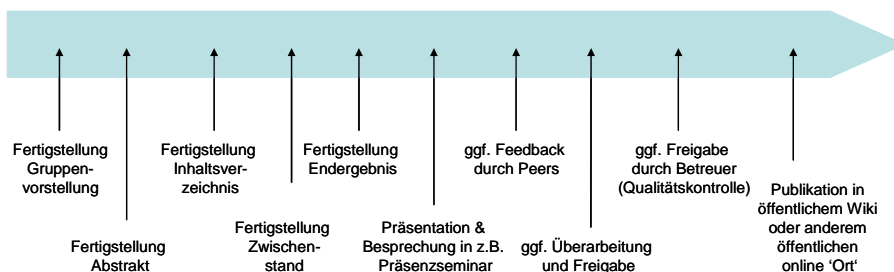 Fertigstellung
Gruppen-
vorstellung
Fertigstellung
Abstrakt
Fertigstellung
Inhaltsver-
zeichnis
Fertigstellung
Zwischen-
stand
Fertigstellung
Endergebnis
Präsentation &
Besprechung in z.B.
Präsenzseminar
ggf. Feedback
durch Peers
ggf. Überarbeitung
und Freigabe
ggf. Freigabe
durch Betreuer
(Qualitätskontrolle)
Publikation in
öffentlichem Wiki
oder anderem
öffentlichen
online ‘Ort‘